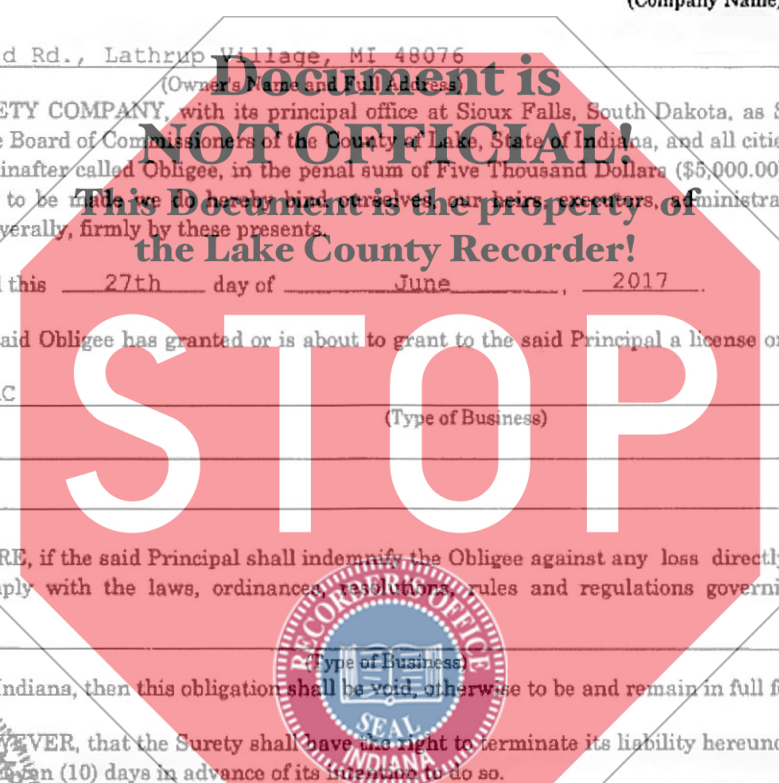 (Company Name)
d Rd., Lathrup Village, MI 48076
(Owner's Name and Full Address)
ETY COMPANY, with its principal office at Sioux Falls, South Dakota, as S
e Board of Commissioners of the County of Lake, State of Indiana, and all citi
inafter called Obligee, in the penal sum of Five Thousand Dollars ($5,000.00)
to be made we do hereby bind ourselves, our heirs, executors, administra
verally, firmly by these presents.
d this 27th day of June, 2017.
said Obligee has granted or is about to grant to the said Principal a license or
AC
(Type of Business)
RE, if the said Principal shall indemnify the Obligee against any loss directly
mply with the laws, ordinances, resolutions, rules and regulations governi
(Type of Business)
Indiana, then this obligation shall be void, otherwise to be and remain in full f
WEVER, that the Surety shall have the right to terminate its liability hereund
ten (10) days in advance of its intention to do so.
Document is
NOT OFFICIAL!
This Document is the property of
the Lake County Recorder!
STOP
RECORDER'S OFFICE
SEAL
INDIANA